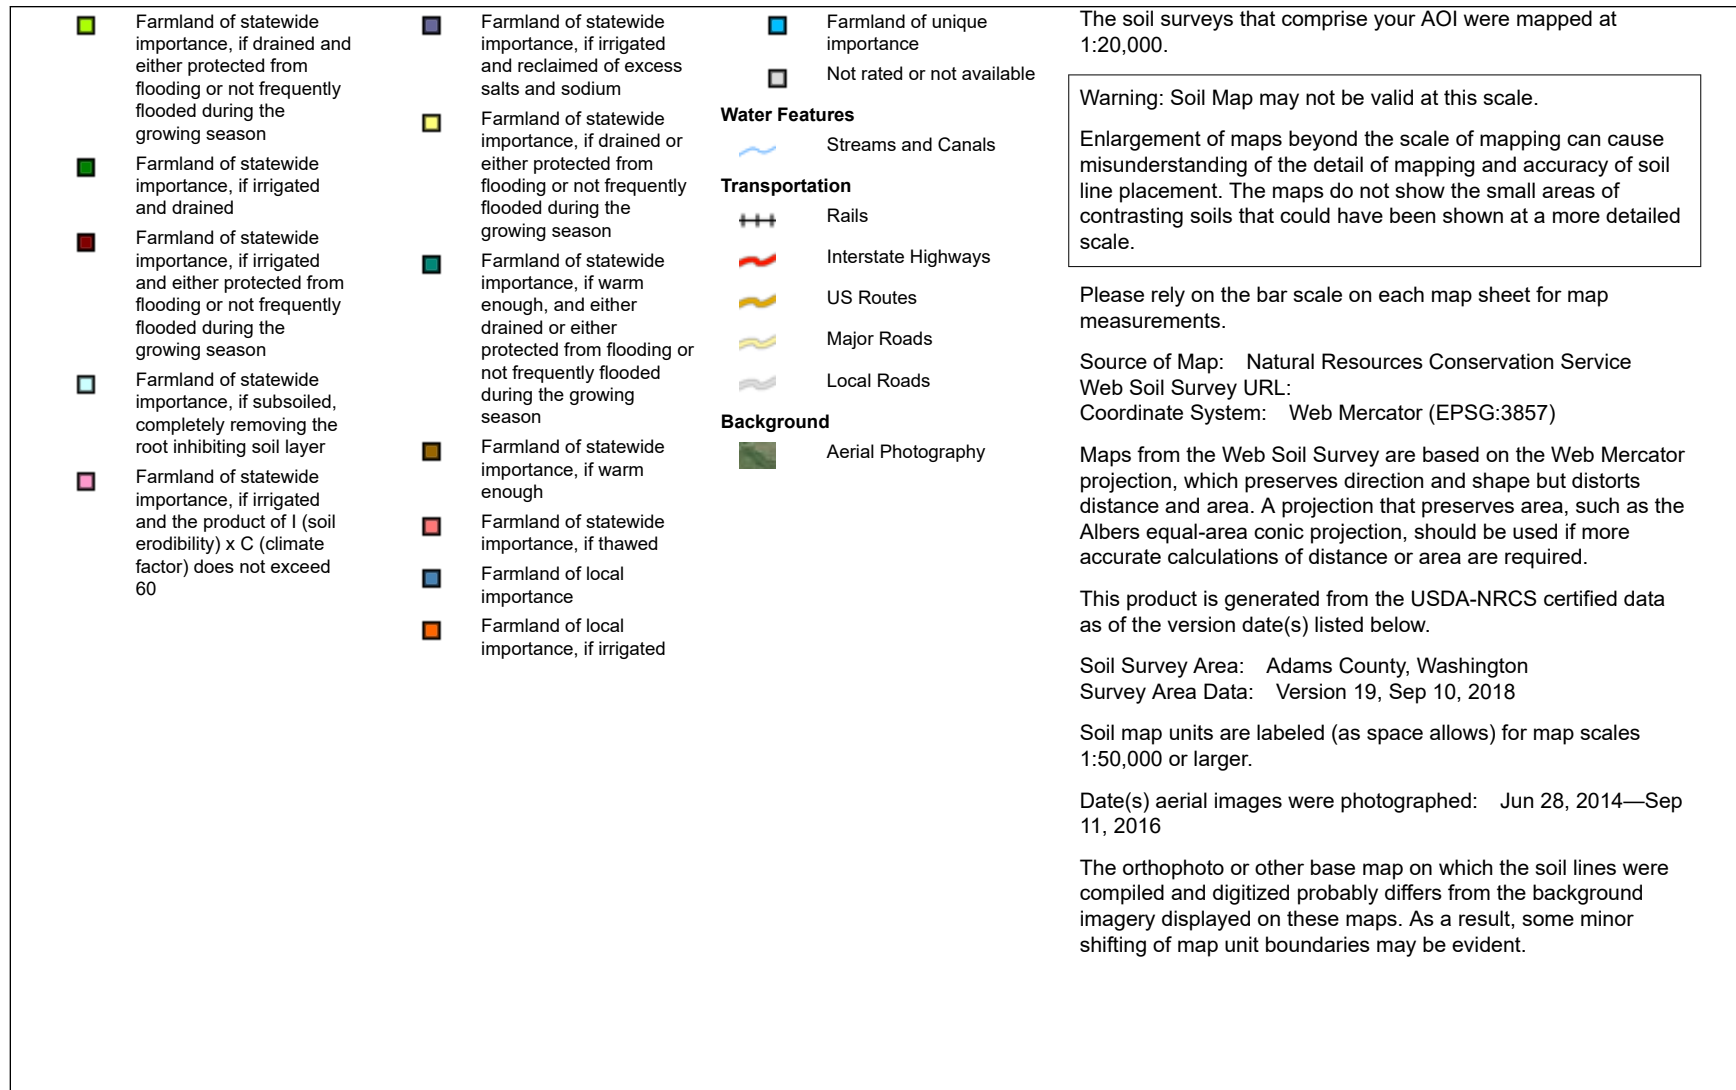 Farmland of statewide
importance, if drained and
either protected from
flooding or not frequently
flooded during the
growing season
Farmland of statewide
importance, if irrigated
and drained
Farmland of statewide
importance, if irrigated
and either protected from
flooding or not frequently
flooded during the
growing season
Farmland of statewide
importance, if subsoiled,
completely removing the
root inhibiting soil layer
Farmland of statewide
importance, if irrigated
and the product of I (soil
erodibility) x C (climate
factor) does not exceed
60
Farmland of statewide
importance, if irrigated
and reclaimed of excess
salts and sodium
Farmland of statewide
importance, if drained or
either protected from
flooding or not frequently
flooded during the
growing season
Farmland of statewide
importance, if warm
enough, and either
drained or either
protected from flooding or
not frequently flooded
during the growing
season
Farmland of statewide
importance, if warm
enough
Farmland of statewide
importance, if thawed
Farmland of local
importance
Farmland of local
importance, if irrigated
Farmland of unique
importance
Not rated or not available
Water Features
Streams and Canals
Transportation
Rails
Interstate Highways
US Routes
Major Roads
Local Roads
Background
Aerial Photography
The soil surveys that comprise your AOI were mapped at
1:20,000.
Warning: Soil Map may not be valid at this scale.
Enlargement of maps beyond the scale of mapping can cause
misunderstanding of the detail of mapping and accuracy of soil
line placement. The maps do not show the small areas of
contrasting soils that could have been shown at a more detailed
scale.
Please rely on the bar scale on each map sheet for map
measurements.
Source of Map: Natural Resources Conservation Service
Web Soil Survey URL:
Coordinate System: Web Mercator (EPSG:3857)
Maps from the Web Soil Survey are based on the Web Mercator
projection, which preserves direction and shape but distorts
distance and area. A projection that preserves area, such as the
Albers equal-area conic projection, should be used if more
accurate calculations of distance or area are required.
This product is generated from the USDA-NRCS certified data
as of the version date(s) listed below.
Soil Survey Area: Adams County, Washington
Survey Area Data: Version 19, Sep 10, 2018
Soil map units are labeled (as space allows) for map scales
1:50,000 or larger.
Date(s) aerial images were photographed: Jun 28, 2014—Sep
11, 2016
The orthophoto or other base map on which the soil lines were
compiled and digitized probably differs from the background
imagery displayed on these maps. As a result, some minor
shifting of map unit boundaries may be evident.